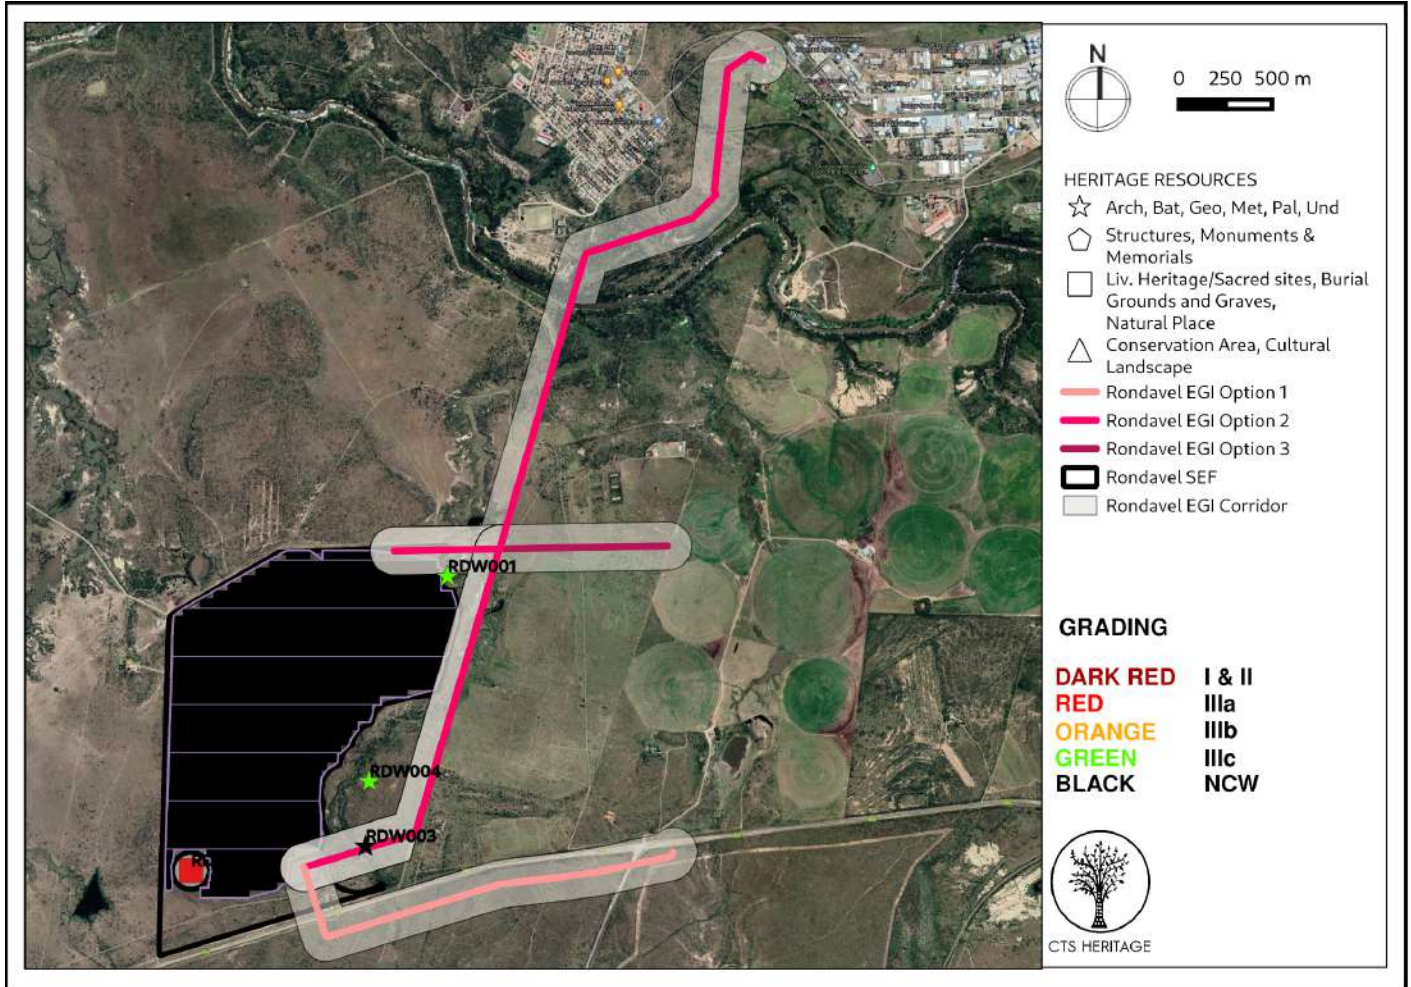 N
0 250 500 m
HERITAGE RESOURCES
Arch, Bat, Geo, Met, Pal, Und
Structures, Monuments &
Memorials
Liv. Heritage/Sacred sites, Burial
Grounds and Graves,
Natural Place
Conservation Area, Cultural
Landscape
Rondavel EGI Option 1
Rondavel EGI Option 2
Rondavel EGI Option 3
Rondavel SEF
Rondavel EGI Corridor
GRADING
DARK RED I & II
RED IIIa
ORANGE IIIb
GREEN IIIc
BLACK NCW
CTS HERITAGE
RDW001
RDW004
RDW003